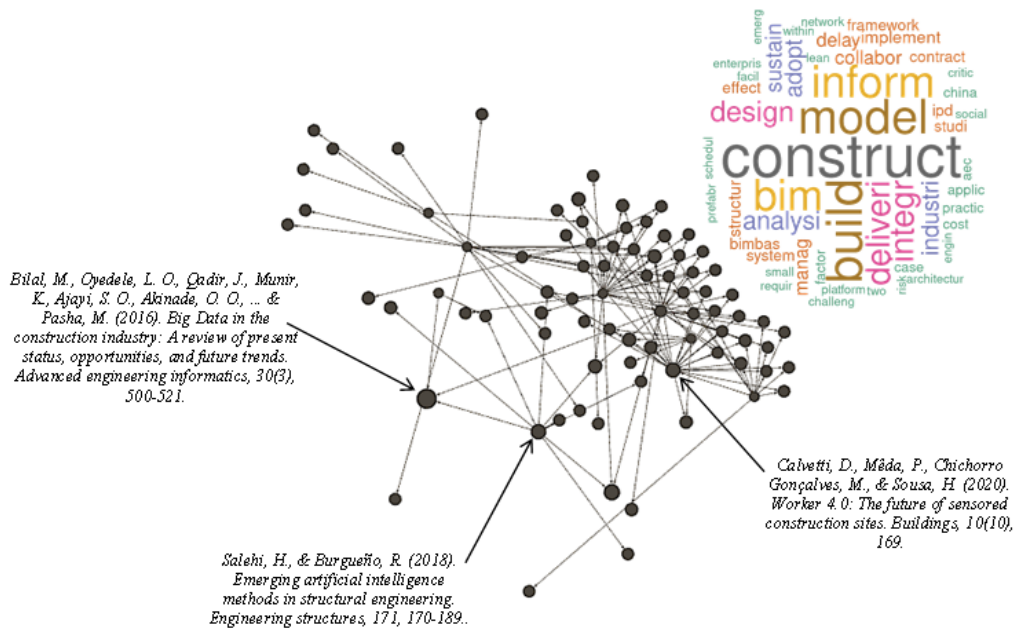 emerg
network
within
framework
sustain
adopt
delay
implement
lean
collabor
contract
enterpris
facil
effect
inform
critic
china
design
model
ipd
social
studi
construct
schedul
prefabr
aec
structur
bim
build
deliveri
integr
industri
applic
analysi
practic
cost
engin
bimbas
system
manag
factor
small
requir
case
risk
architectur
platform
two
challeng
Bilal, M., Oyedele, L. O., Qadir, J., Munir,
K., Ajayi, S. O., Akinade, O. O., ... &
Pasha, M. (2016). Big Data in the
construction industry: A review of present
status, opportunities, and future trends.
Advanced engineering informatics, 30(3),
500-521.
Calvetti, D., Mêda, P., Chichorro
Gonçalves, M., & Sousa, H. (2020).
Worker 4.0: The future of sensored
construction sites. Buildings, 10(10),
169.
Salehi, H., & Burgueño, R. (2018).
Emerging artificial intelligence
methods in structural engineering.
Engineering structures, 171, 170-189..